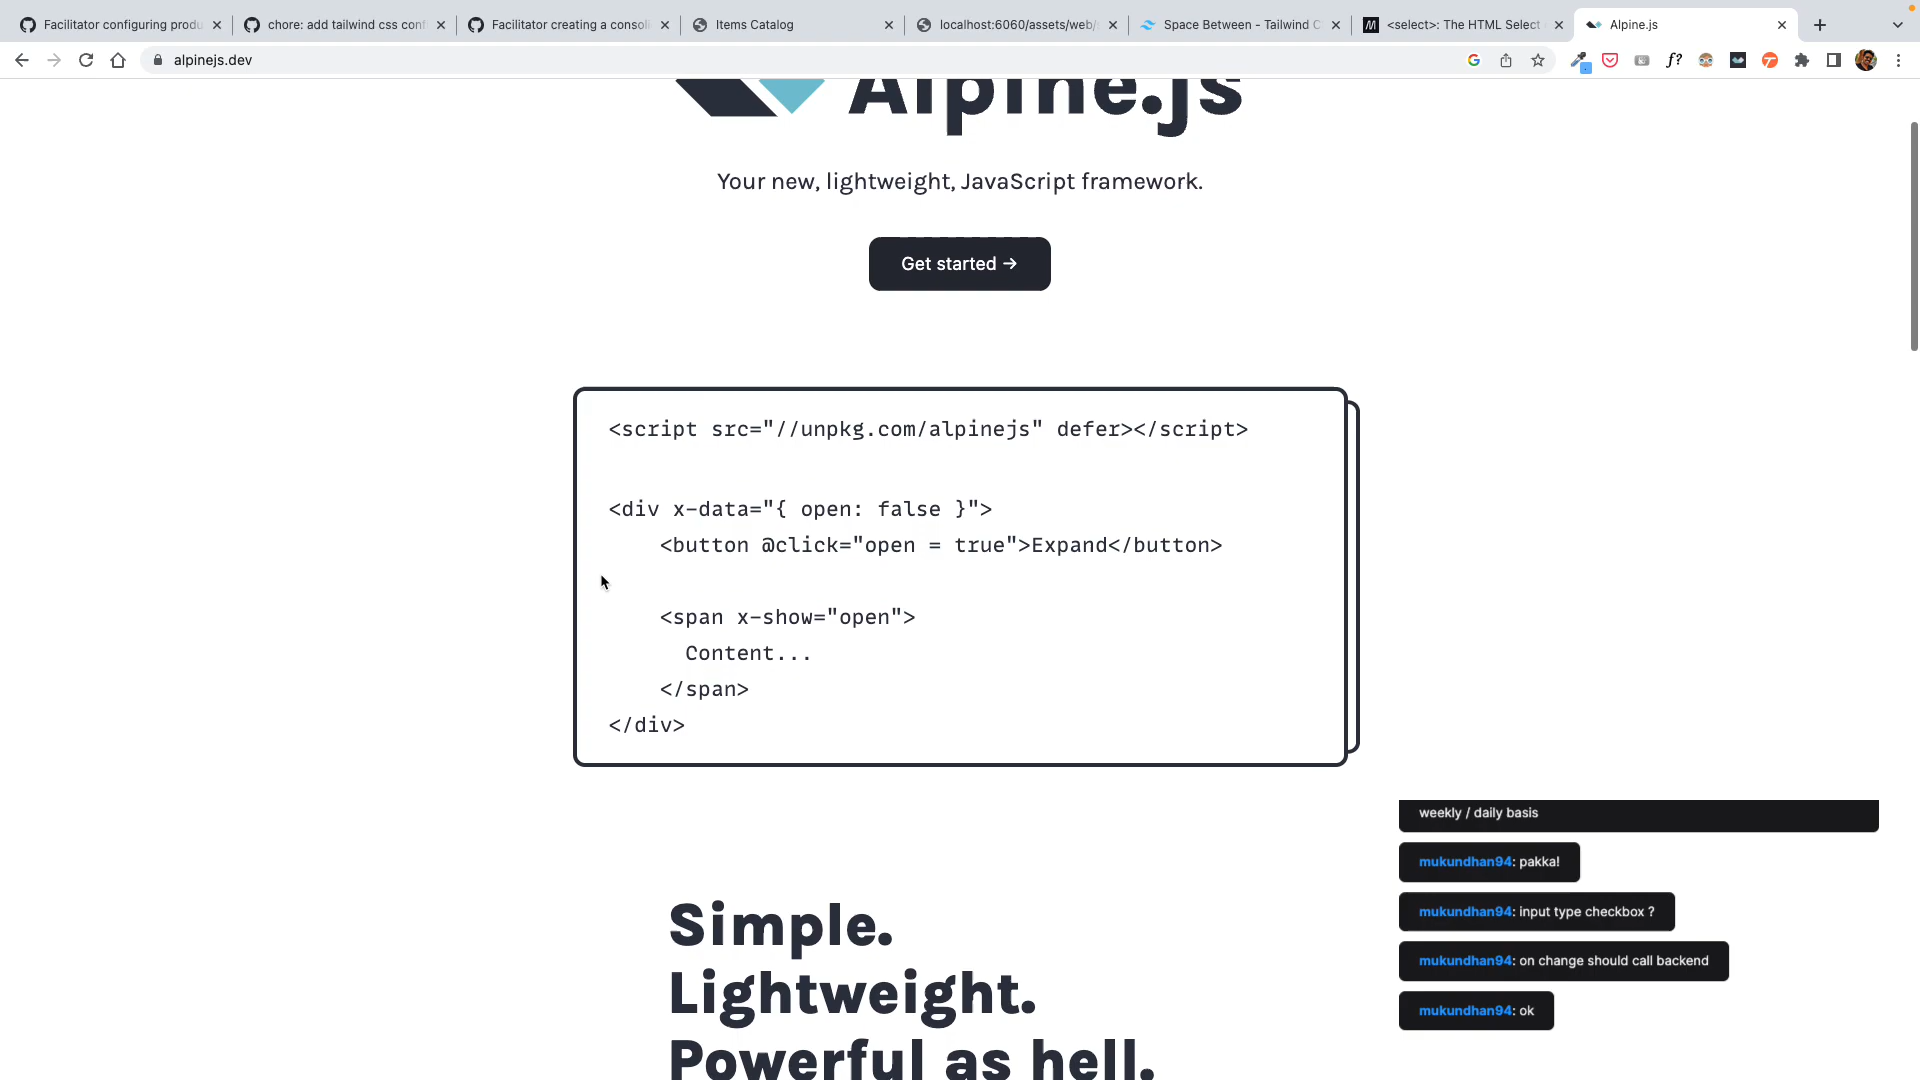 Facilitator configuring produ
chore: add tailwind css conf
Facilitator creating a consoli
Items Catalog
localhost:6060/assets/web/
Space Between - Tailwind C
<select>: The HTML Select
Alpine.js
alpinejs.dev
Alpine.js
Your new, lightweight, JavaScript framework.
Get started →
<script src="//unpkg.com/alpinejs" defer></script>
<div x-data="{ open: false }">
    <button @click="open = true">Expand</button>
    <span x-show="open">
      Content...
    </span>
</div>
weekly / daily basis
mukundhan94: pakka!
mukundhan94: input type checkbox ?
mukundhan94: on change should call backend
mukundhan94: ok
Simple.
Lightweight.
Powerful as hell.